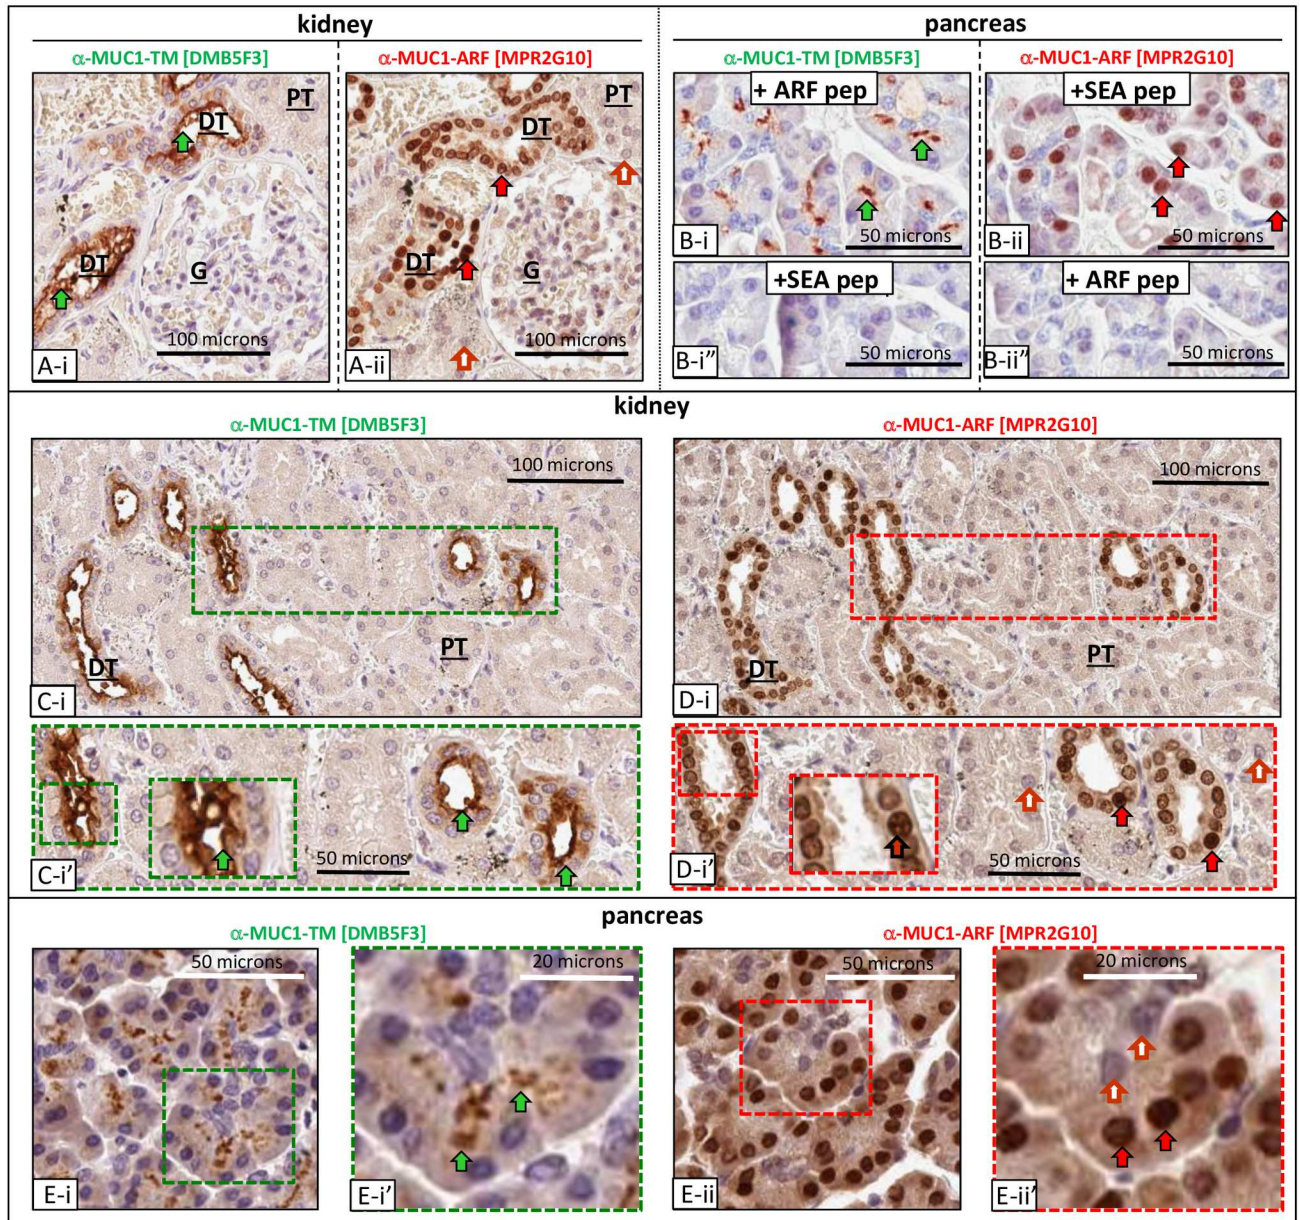 kidney
pancreas
α-MUC1-TM [DMB5F3]
α-MUC1-ARF [MPR2G10]
α-MUC1-TM [DMB5F3]
α-MUC1-ARF [MPR2G10]
PT
DT
DT
G
100 microns
A-i
PT
DT
DT
G
100 microns
A-ii
+ ARF pep
50 microns
B-i
+SEA pep
50 microns
B-ii
+SEA pep
50 microns
B-i”
+ ARF pep
50 microns
B-ii”
kidney
α-MUC1-TM [DMB5F3]
α-MUC1-ARF [MPR2G10]
100 microns
PT
DT
C-i
100 microns
PT
DT
D-i
50 microns
C-i’
50 microns
D-i’
pancreas
α-MUC1-TM [DMB5F3]
α-MUC1-ARF [MPR2G10]
50 microns
E-i
20 microns
E-i’
50 microns
E-ii
20 microns
E-ii’